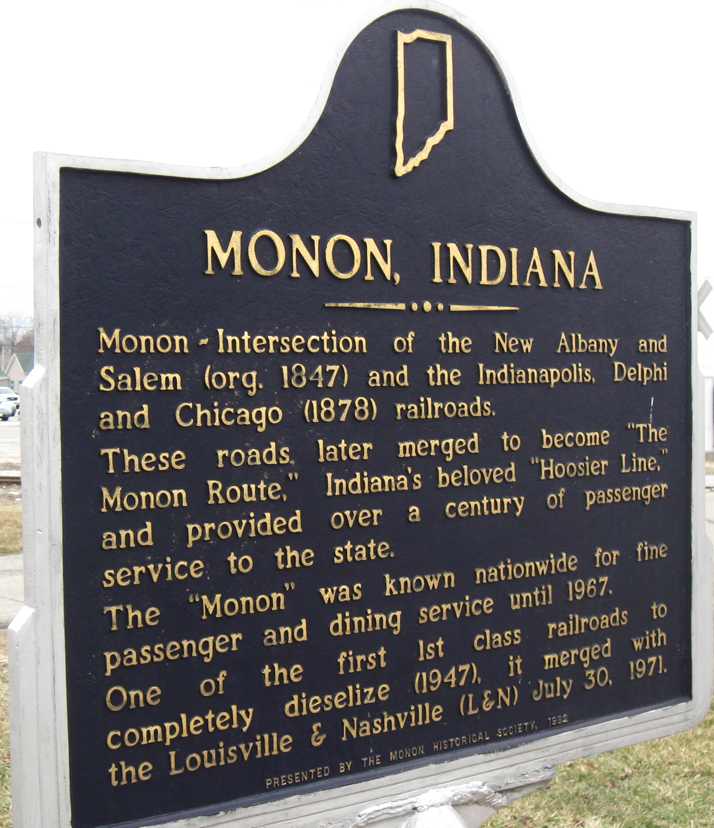 MONON, INDIANA
Monon - Intersection of the New Albany and
Salem (org. 1847) and the Indianapolis, Delphi
and Chicago (1878) railroads.
These roads, later merged to become "The
Monon Route," Indiana's beloved "Hoosier Line,"
and provided over a century of passenger
service to the state.
The "Monon" was known nationwide for fine
passenger and dining service until 1967.
One of the first 1st class railroads to
completely dieselize (1947), it merged with
the Louisville & Nashville (L&N) July 30, 1971.
PRESENTED BY THE MONON HISTORICAL SOCIETY, 1982